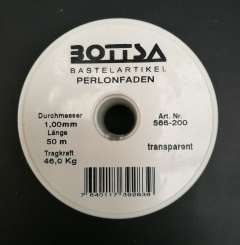 BOTTSA
BASTELARTIKEL
PERLONFADEN
Durchmesser
1,00mm
Länge
50 m
Tragkraft
46,0 Kg
Art. Nr.
566-200
transparent